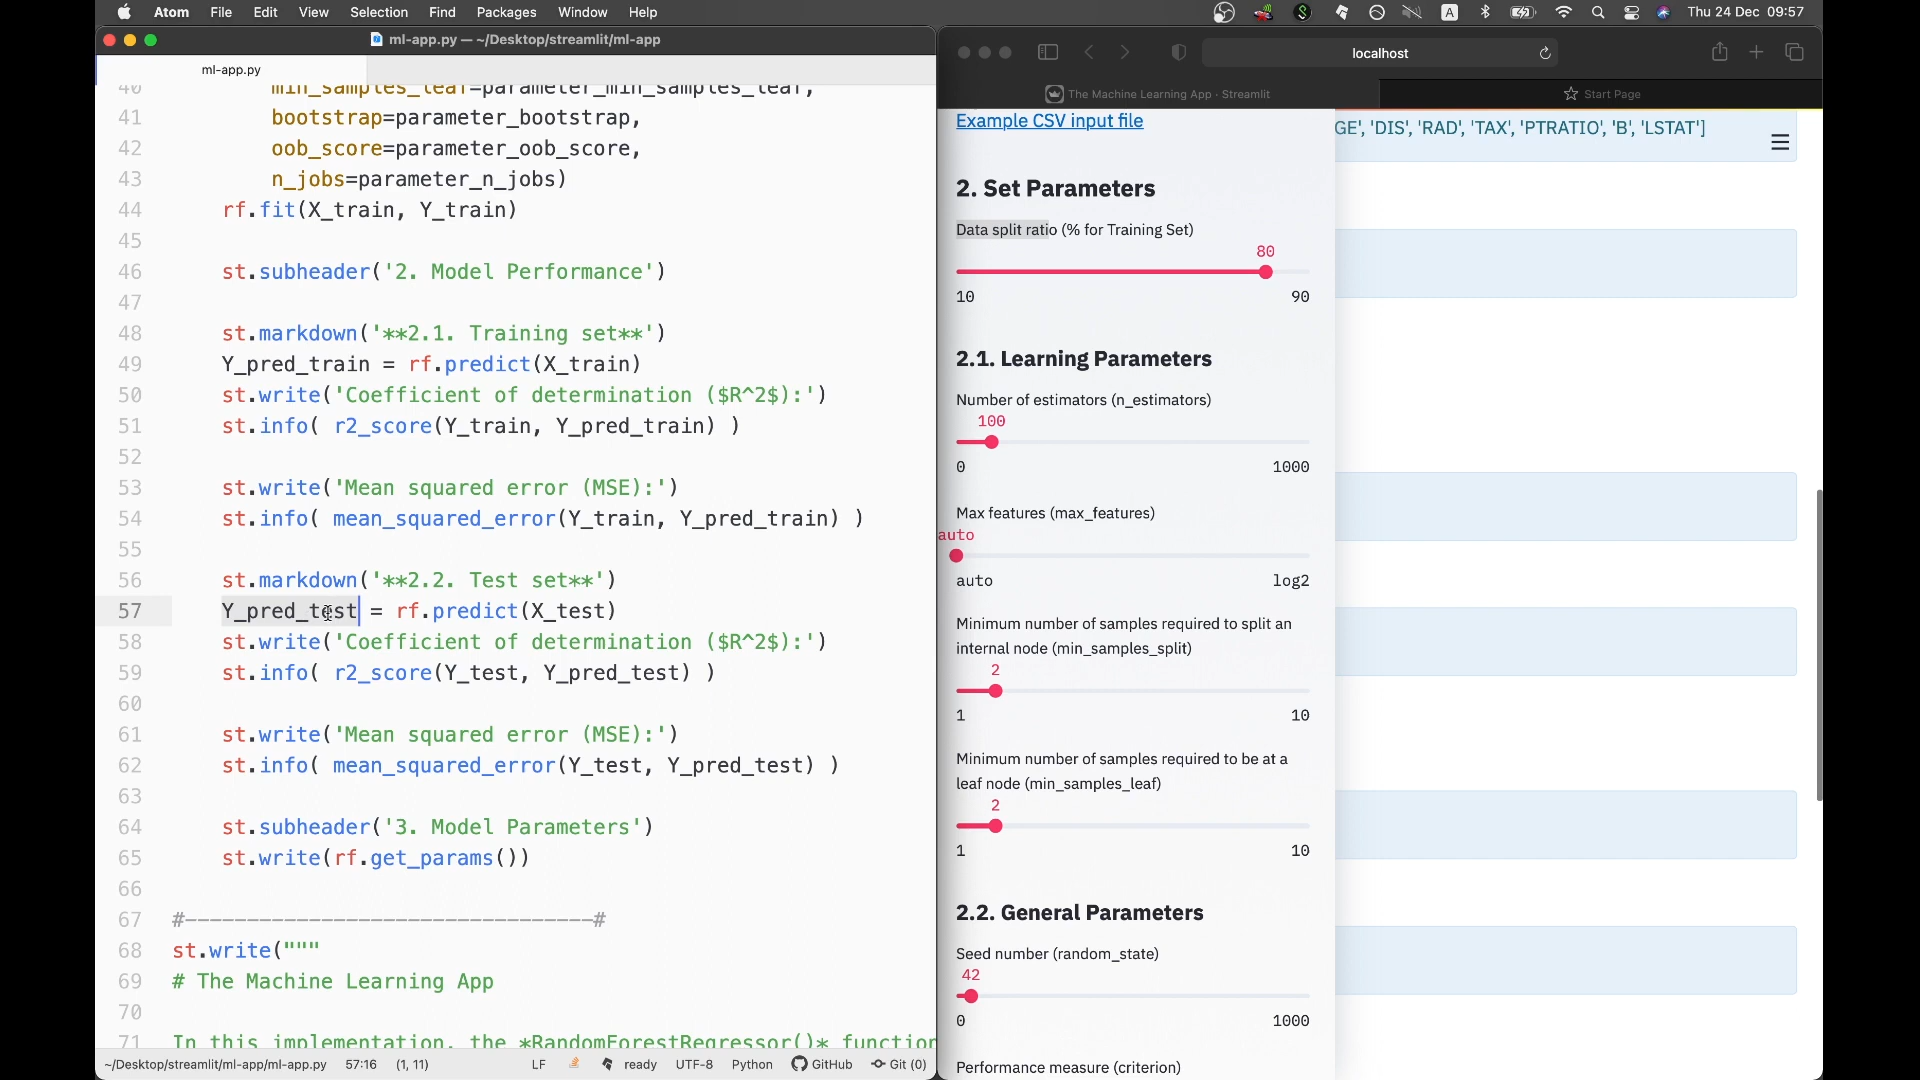 Atom File Edit View Selection Find Packages Window Help
A Thu 24 Dec 09:57
ml-app.py — ~/Desktop/streamlit/ml-app
ml-app.py
40 min_samples_leaf=parameter_min_samples_leaf,
41 bootstrap=parameter_bootstrap,
42 oob_score=parameter_oob_score,
43 n_jobs=parameter_n_jobs)
44 rf.fit(X_train, Y_train)
45
46 st.subheader('2. Model Performance')
47
48 st.markdown('**2.1. Training set**')
49 Y_pred_train = rf.predict(X_train)
50 st.write('Coefficient of determination ($R^2$):')
51 st.info( r2_score(Y_train, Y_pred_train) )
52
53 st.write('Mean squared error (MSE):')
54 st.info( mean_squared_error(Y_train, Y_pred_train) )
55
56 st.markdown('**2.2. Test set**')
57 Y_pred_test = rf.predict(X_test)
58 st.write('Coefficient of determination ($R^2$):')
59 st.info( r2_score(Y_test, Y_pred_test) )
60
61 st.write('Mean squared error (MSE):')
62 st.info( mean_squared_error(Y_test, Y_pred_test) )
63
64 st.subheader('3. Model Parameters')
65 st.write(rf.get_params())
66
67 #---------------------------------#
68 st.write("""
69 # The Machine Learning App
70
71 In this implementation, the *RandomForestRegressor()* function
~/Desktop/streamlit/ml-app/ml-app.py 57:16 (1, 11) LF ready UTF-8 Python GitHub Git (0)
localhost
The Machine Learning App · Streamlit
Start Page
Example CSV input file
GE', 'DIS', 'RAD', 'TAX', 'PTRATIO', 'B', 'LSTAT']
2. Set Parameters
Data split ratio (% for Training Set)
80
10 90
2.1. Learning Parameters
Number of estimators (n_estimators)
100
0 1000
Max features (max_features)
auto
auto log2
Minimum number of samples required to split an
internal node (min_samples_split)
2
1 10
Minimum number of samples required to be at a
leaf node (min_samples_leaf)
2
1 10
2.2. General Parameters
Seed number (random_state)
42
0 1000
Performance measure (criterion)